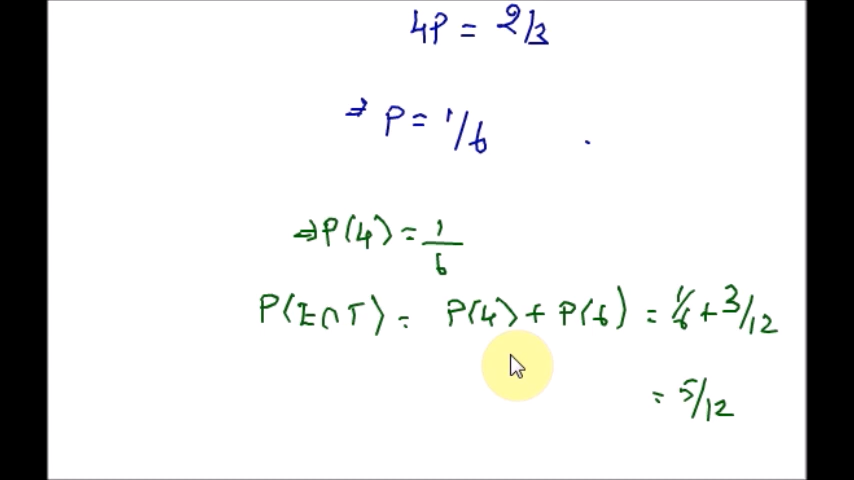 4P = 2/3
⇒ P = 1/6
⇒ P(4) = 1/6
P(E∩T) = P(4) + P(6) = 1/6 + 3/12
= 5/12